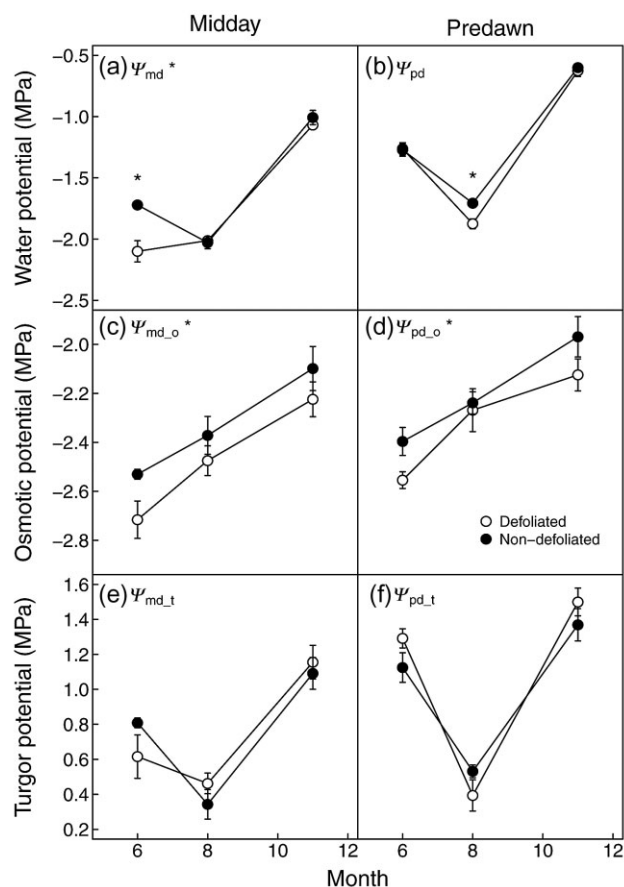 Midday
Predawn
Water potential (MPa)
−0.5
−1.0
−1.5
−2.0
−2.5
(a) Ψmd *
*
(b) Ψpd
*
Osmotic potential (MPa)
−2.0
−2.2
−2.4
−2.6
−2.8
(c) Ψmd_o *
(d) Ψpd_o *
Defoliated
Non−defoliated
Turgor potential (MPa)
1.6
1.4
1.2
1.0
0.8
0.6
0.4
0.2
(e) Ψmd_t
(f) Ψpd_t
6 8 10 12
6 8 10 12
Month